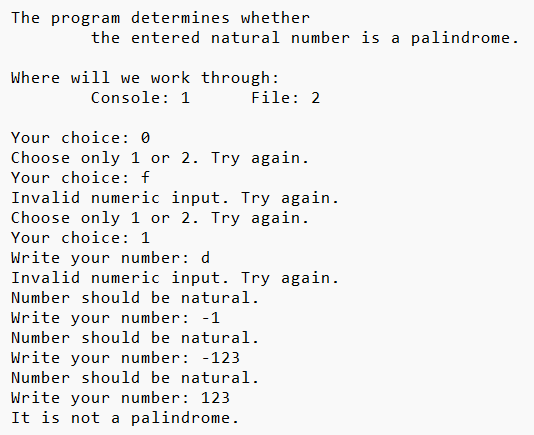 The program determines whether
the entered natural number is a palindrome.
Where will we work through:
Console: 1 File: 2
Your choice: 0
Choose only 1 or 2. Try again.
Your choice: f
Invalid numeric input. Try again.
Choose only 1 or 2. Try again.
Your choice: 1
Write your number: d
Invalid numeric input. Try again.
Number should be natural.
Write your number: -1
Number should be natural.
Write your number: -123
Number should be natural.
Write your number: 123
It is not a palindrome.